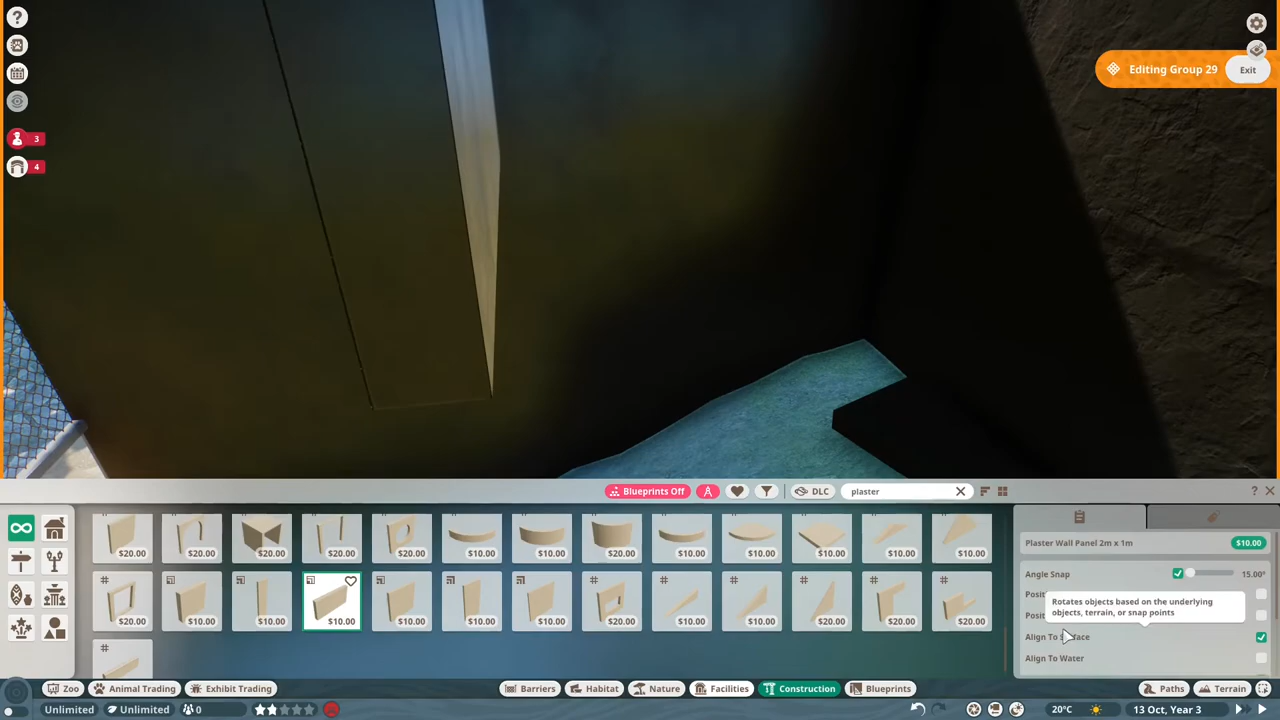 ?
Editing Group 29
Exit
3
4
Blueprints Off
DLC
plaster
?
$20.00 $20.00 $20.00 $20.00 $20.00 $10.00 $10.00 $20.00 $10.00 $10.00 $10.00 $10.00 $10.00
$20.00 $10.00 $10.00 $10.00 $10.00 $10.00 $10.00 $20.00 $10.00 $10.00 $10.00 $20.00 $20.00
Plaster Wall Panel 2m x 1m
$10.00
Angle Snap
15.00°
Rotates objects based on the underlying
objects, terrain, or snap points
Align To Surface
Align To Water
Zoo
Animal Trading
Exhibit Trading
Barriers
Habitat
Nature
Facilities
Construction
Blueprints
Paths
Terrain
Unlimited
Unlimited
0
20°C
13 Oct, Year 3